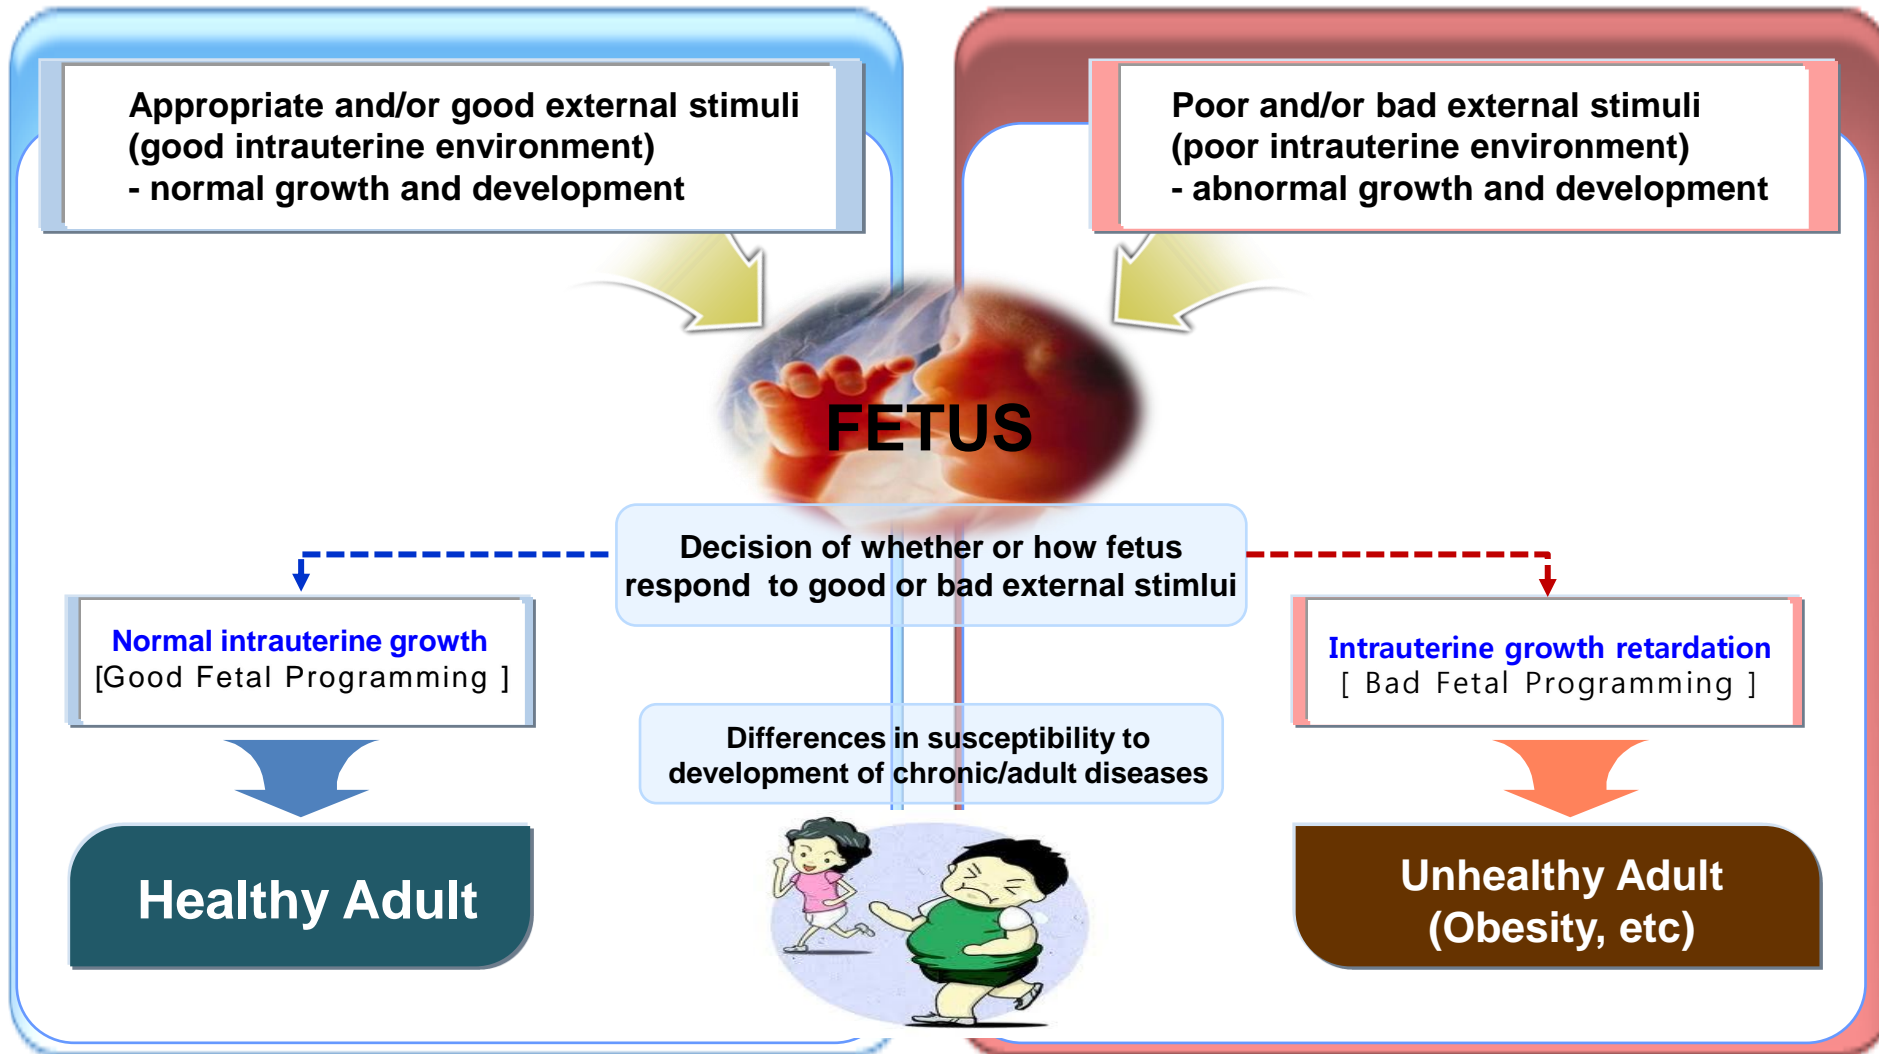 Appropriate and/or good external stimuli
(good intrauterine environment)
- normal growth and development
Poor and/or bad external stimuli
(poor intrauterine environment)
- abnormal growth and development
FETUS
Decision of whether or how fetus
respond to good or bad external stimlui
Normal intrauterine growth
[Good Fetal Programming ]
Intrauterine growth retardation
[ Bad Fetal Programming ]
Differences in susceptibility to
development of chronic/adult diseases
Healthy Adult
Unhealthy Adult
(Obesity, etc)